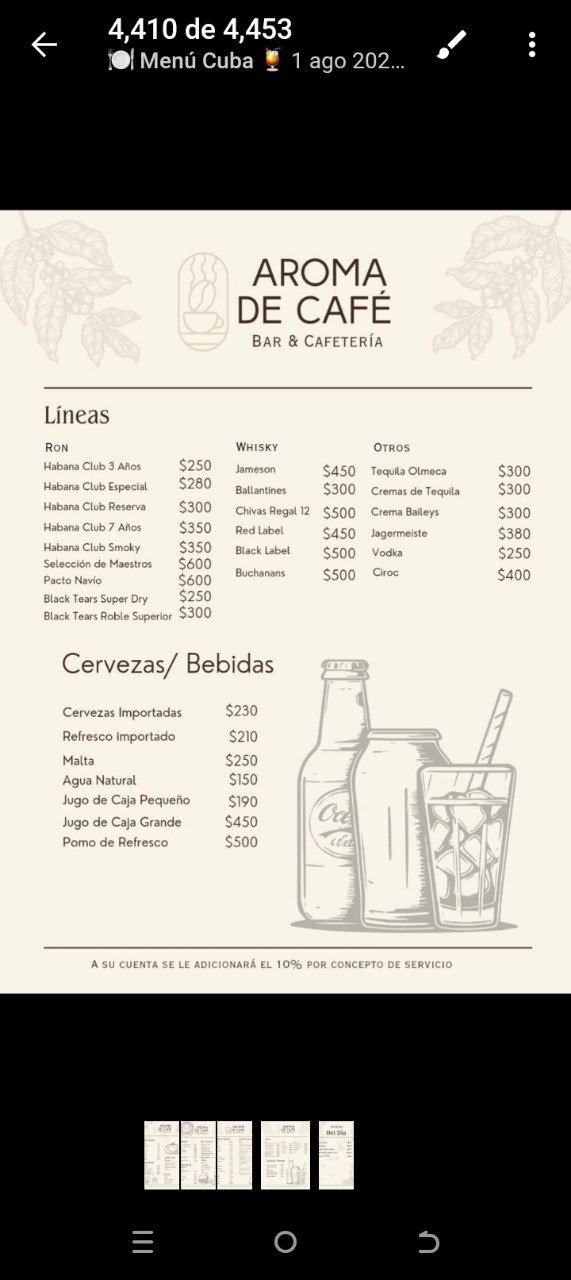 4,410 de 4,453
🍽️ Menú Cuba 🍹 1 ago 202...
AROMA
DE CAFÉ
BAR & CAFETERÍA
Líneas
RON
Habana Club 3 Años $250
Habana Club Especial $280
Habana Club Reserva $300
Habana Club 7 Años $350
Habana Club Smoky $350
Selección de Maestros $600
Pacto Navío $600
Black Tears Super Dry $250
Black Tears Roble Superior $300
WHISKY
Jameson $450
Ballantines $300
Chivas Regal 12 $500
Red Label $450
Black Label $500
Buchanans $500
OTROS
Tequila Olmeca $300
Cremas de Tequila $300
Crema Baileys $300
Jagermeiste $380
Vodka $250
Ciroc $400
Cervezas/ Bebidas
Cervezas Importadas $230
Refresco importado $210
Malta $250
Agua Natural $150
Jugo de Caja Pequeño $190
Jugo de Caja Grande $450
Pomo de Refresco $500
A SU CUENTA SE LE ADICIONARÁ EL 10% POR CONCEPTO DE SERVICIO